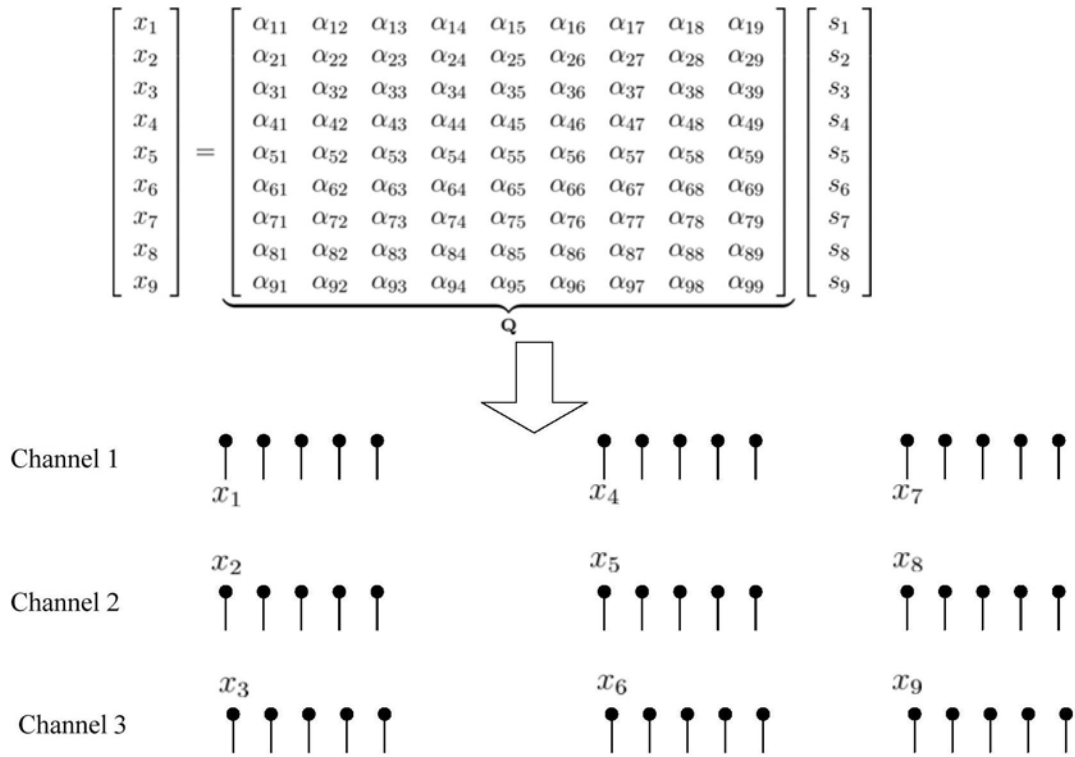 x₁ α₁₁ α₁₂ α₁₃ α₁₄ α₁₅ α₁₆ α₁₇ α₁₈ α₁₉ s₁
x₂ α₂₁ α₂₂ α₂₃ α₂₄ α₂₅ α₂₆ α₂₇ α₂₈ α₂₉ s₂
x₃ α₃₁ α₃₂ α₃₃ α₃₄ α₃₅ α₃₆ α₃₇ α₃₈ α₃₉ s₃
x₄ α₄₁ α₄₂ α₄₃ α₄₄ α₄₅ α₄₆ α₄₇ α₄₈ α₄₉ s₄
x₅ = α₅₁ α₅₂ α₅₃ α₅₄ α₅₅ α₅₆ α₅₇ α₅₈ α₅₉ s₅
x₆ α₆₁ α₆₂ α₆₃ α₆₄ α₆₅ α₆₆ α₆₇ α₆₈ α₆₉ s₆
x₇ α₇₁ α₇₂ α₇₃ α₇₄ α₇₅ α₇₆ α₇₇ α₇₈ α₇₉ s₇
x₈ α₈₁ α₈₂ α₈₃ α₈₄ α₈₅ α₈₆ α₈₇ α₈₈ α₈₉ s₈
x₉ α₉₁ α₉₂ α₉₃ α₉₄ α₉₅ α₉₆ α₉₇ α₉₈ α₉₉ s₉
Q
Channel 1
x₁ x₄ x₇
x₂ x₅ x₈
Channel 2
x₃ x₆ x₉
Channel 3